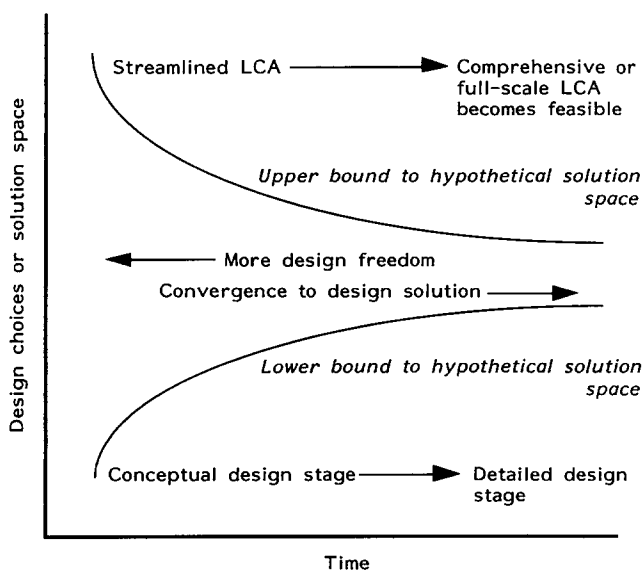 Design choices or solution space
Streamlined LCA
Comprehensive or
full-scale LCA
becomes feasible
Upper bound to hypothetical solution
space
More design freedom
Convergence to design solution
Lower bound to hypothetical solution
space
Conceptual design stage
Detailed design
stage
Time